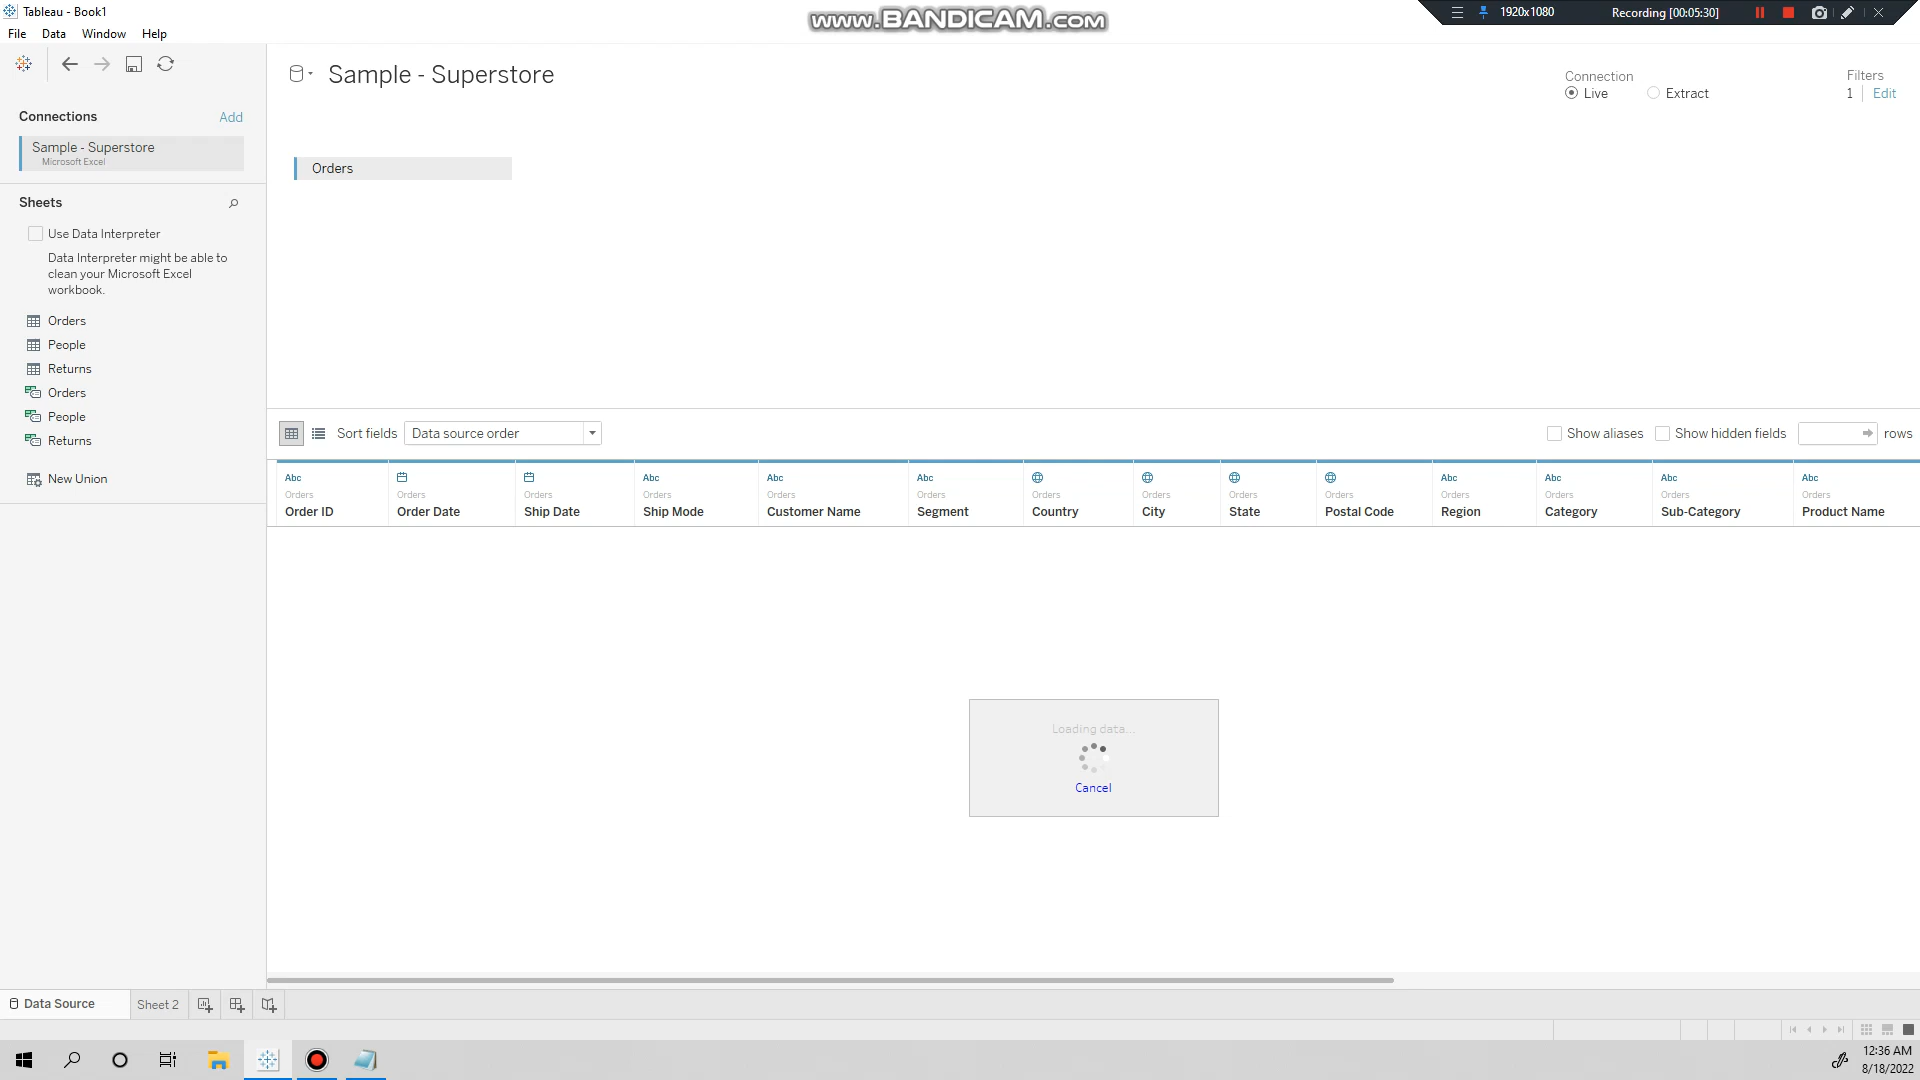 Tableau - Book1
www.BANDICAM.com
1920x1080
Recording [00:05:30]
File Data Window Help
Sample - Superstore
Connection
Live
Extract
Filters
1 Edit
Connections
Add
Sample - Superstore
Microsoft Excel
Orders
Sheets
Use Data Interpreter
Data Interpreter might be able to
clean your Microsoft Excel
workbook.
Orders
People
Returns
Orders
People
Returns
New Union
Sort fields
Data source order
Show aliases
Show hidden fields
rows
Abc Abc Abc Abc Abc Abc Abc Abc
Orders Orders Orders Orders Orders Orders Orders Orders Orders Orders Orders Orders Orders Orders
Order ID Order Date Ship Date Ship Mode Customer Name Segment Country City State Postal Code Region Category Sub-Category Product Name
Loading data...
Cancel
Data Source
Sheet 2
12:36 AM
8/18/2022